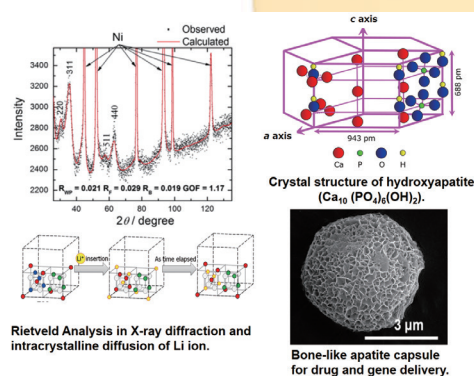 Ni
Observed
Calculated
220
311
511
440
Intensity
3400
3200
3000
2800
2600
2400
2200
R_WP = 0.021 R_F = 0.029 R_B = 0.019 GOF = 1.17
40 60 80 100 120
2θ / degree
Li+
insertion
As time elapsed
Rietveld Analysis in X-ray diffraction and
intracrystalline diffusion of Li ion.
c axis
688 pm
a axis
943 pm
Ca P O H
Crystal structure of hydroxyapatite
(Ca10 (PO4)6(OH)2).
3 µm
Bone-like apatite capsule
for drug and gene delivery.